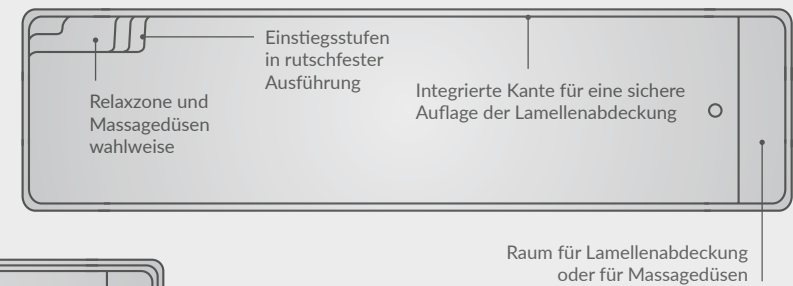 Einstiegsstufen
in rutschfester
Ausführung
Relaxzone und
Massagedüsen
wahlweise
Integrierte Kante für eine sichere
Auflage der Lamellenabdeckung
Raum für Lamellenabdeckung
oder für Massagedüsen